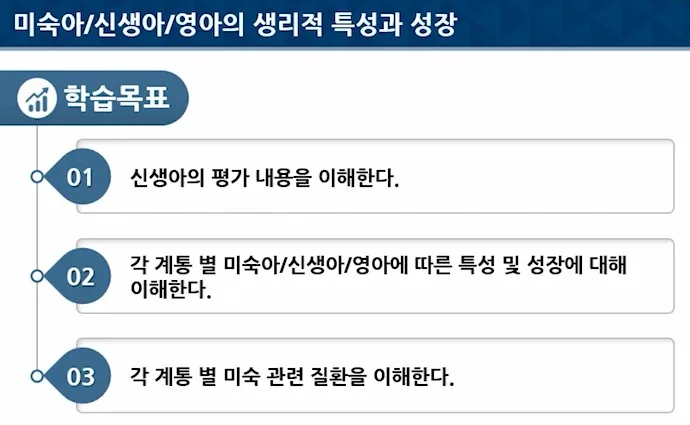 미숙아/신생아/영아의 생리적 특성과 성장
학습목표
01
신생아의 평가 내용을 이해한다.
02
각 계통 별 미숙아/신생아/영아에 따른 특성 및 성장에 대해
이해한다.
03
각 계통 별 미숙 관련 질환을 이해한다.